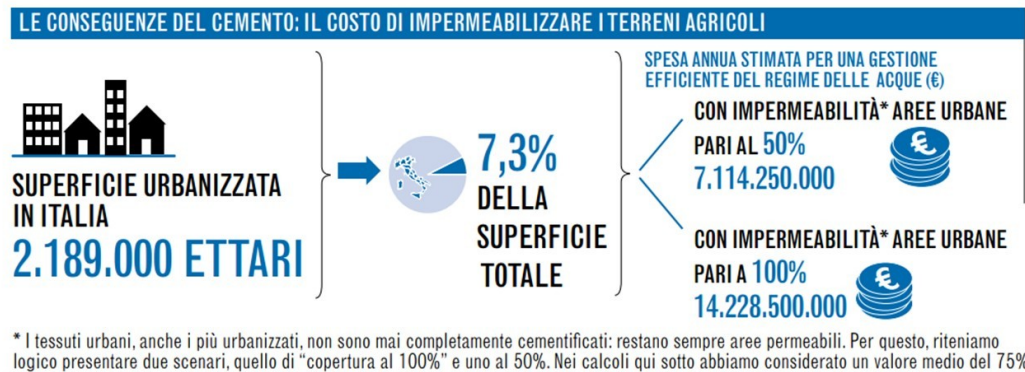 LE CONSEGUENZE DEL CEMENTO: IL COSTO DI IMPERMEABILIZZARE I TERRENI AGRICOLI
SUPERFICIE URBANIZZATA
IN ITALIA
2.189.000 ETTARI
7,3%
DELLA
SUPERFICIE
TOTALE
SPESA ANNUA STIMATA PER UNA GESTIONE
EFFICIENTE DEL REGIME DELLE ACQUE (€)
CON IMPERMEABILITÀ* AREE URBANE
PARI AL 50%
7.114.250.000
€
CON IMPERMEABILITÀ* AREE URBANE
PARI A 100%
14.228.500.000
€
* I tessuti urbani, anche i più urbanizzati, non sono mai completamente cementificati: restano sempre aree permeabili. Per questo, riteniamo
logico presentare due scenari, quello di “copertura al 100%” e uno al 50%. Nei calcoli qui sotto abbiamo considerato un valore medio del 75%